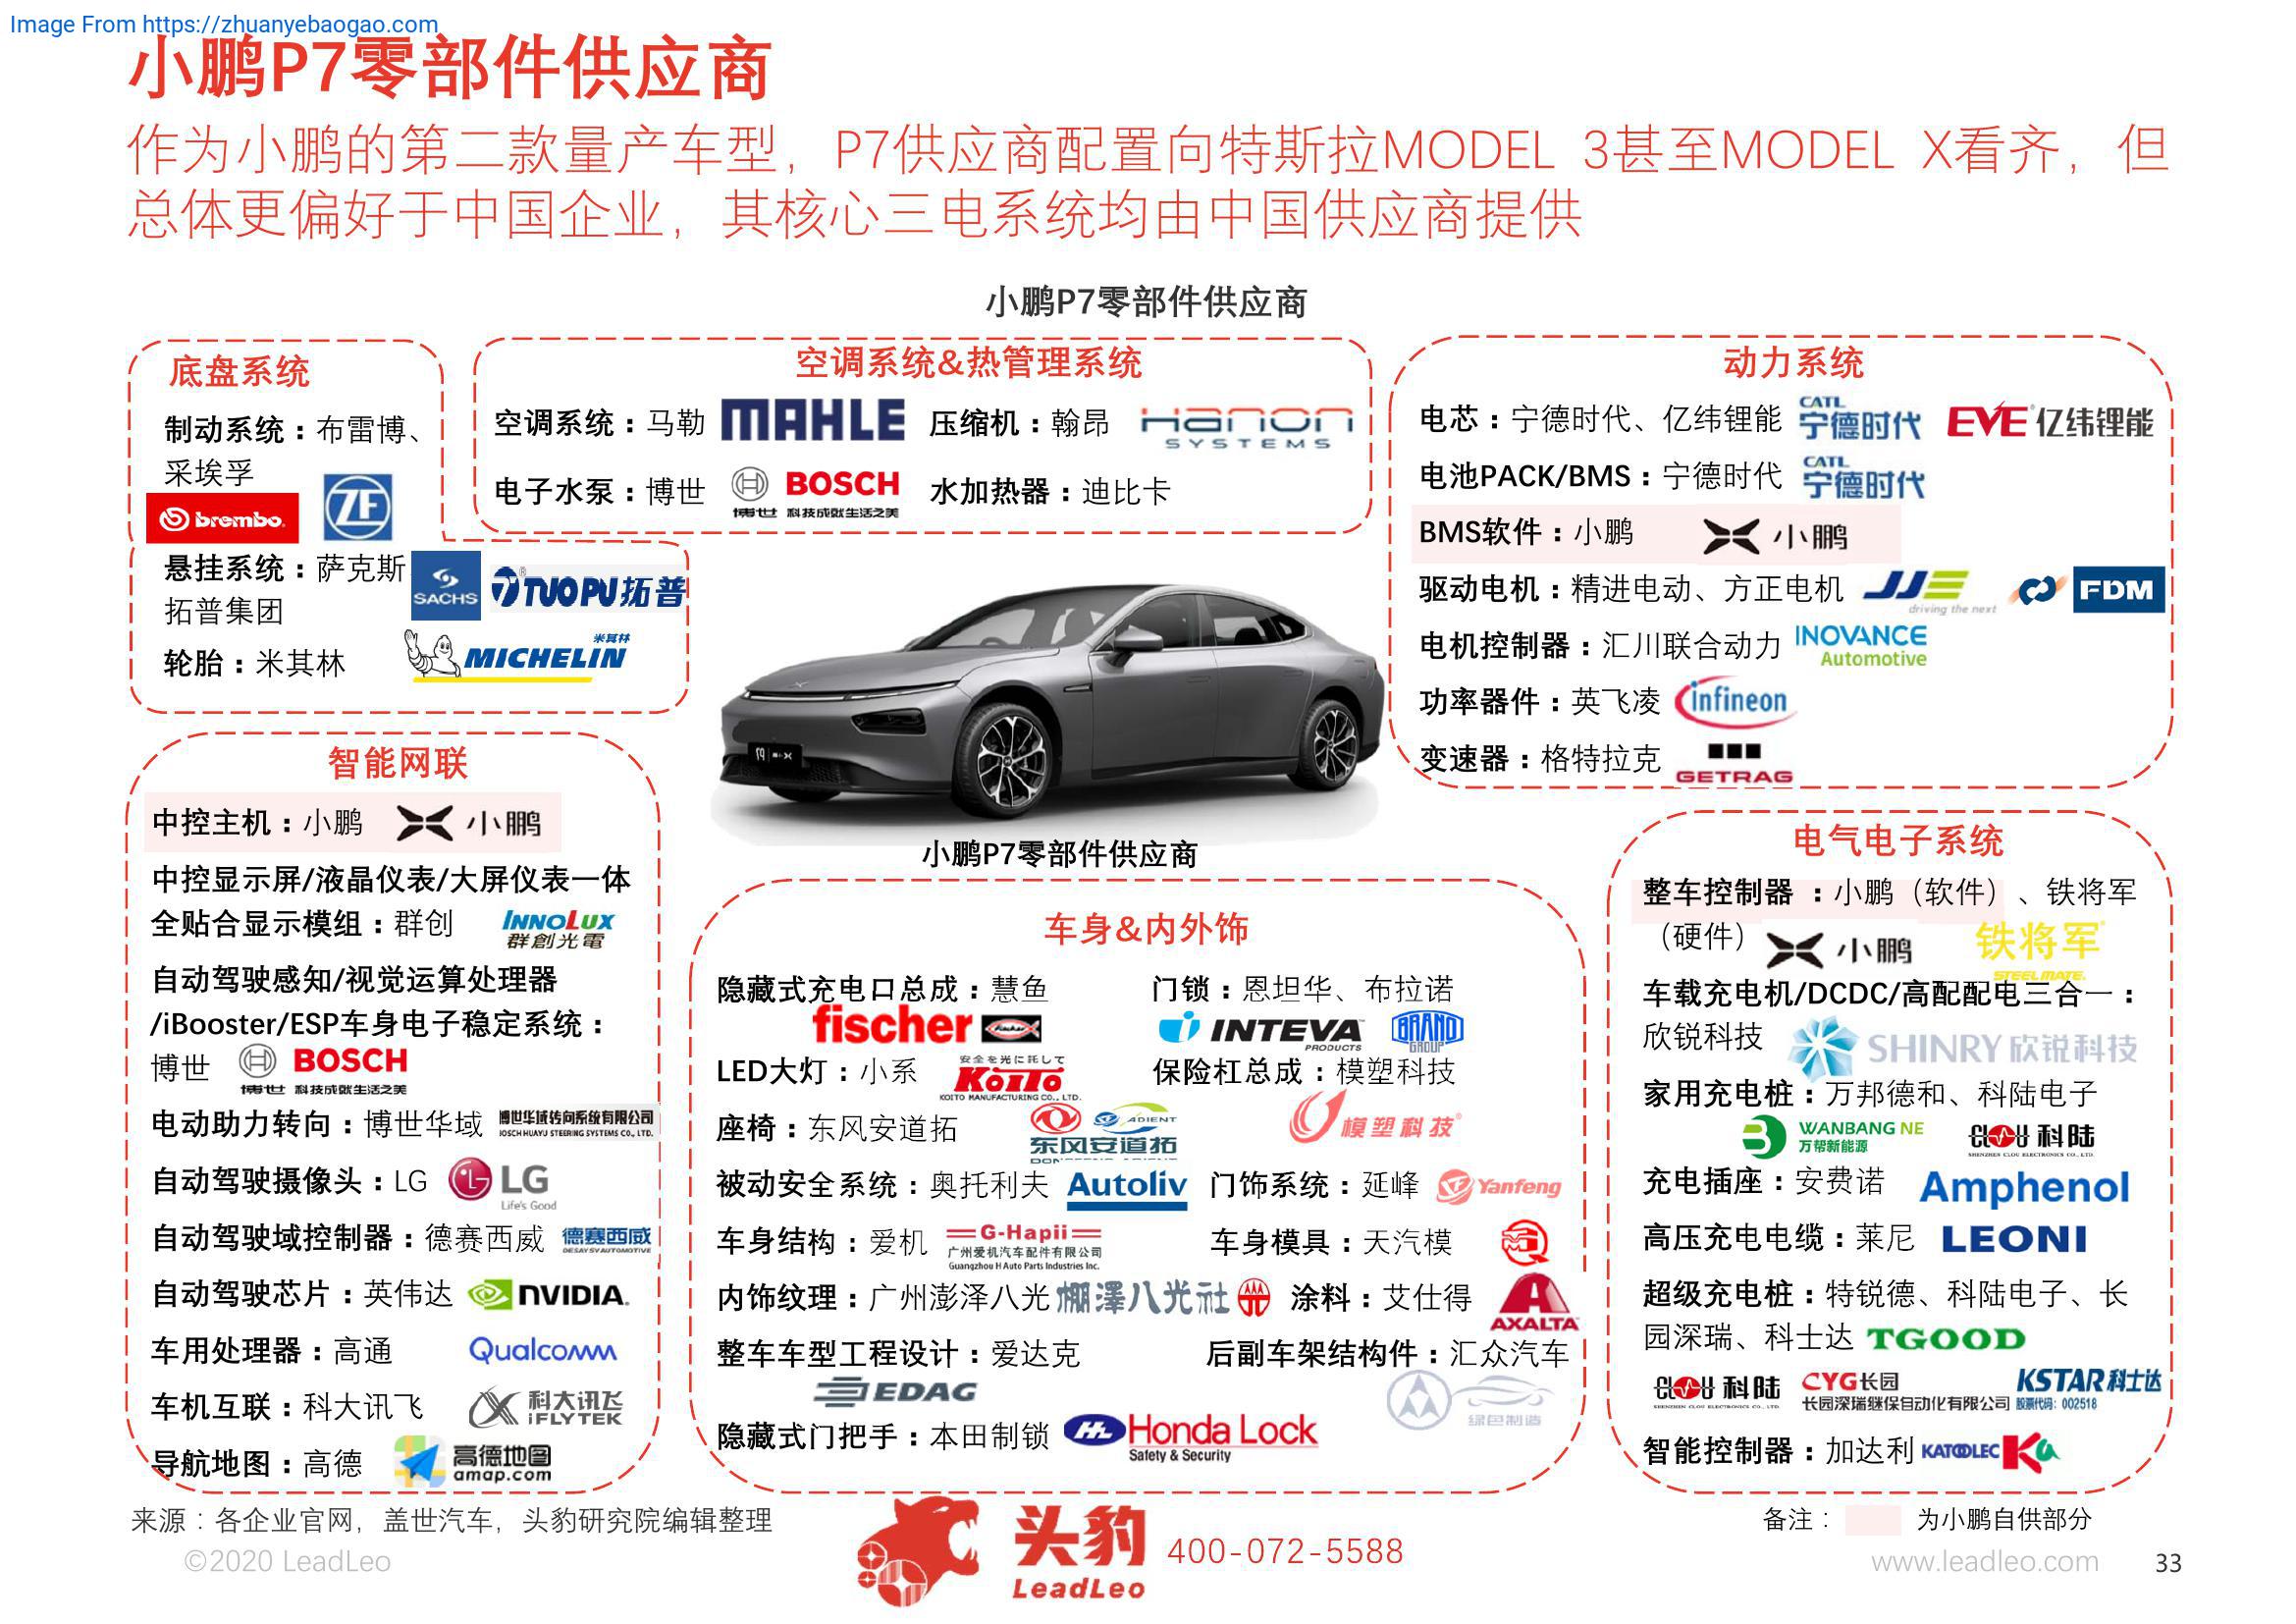 Image From https://zhuanyebaogao.com
小鹏P7零部件供应商
作为小鹏的第二款量产车型，P7供应商配置向特斯拉MODEL 3甚至MODEL X看齐，但
总体更偏好于中国企业，其核心三电系统均由中国供应商提供
小鹏P7零部件供应商
底盘系统
制动系统：布雷博、
采埃孚
brembo ZF
悬挂系统：萨克斯
拓普集团
SACHS TUOPU拓普
轮胎：米其林
米其林
MICHELIN
空调系统&热管理系统
空调系统：马勒 MAHLE 压缩机：翰昂 Hanon SYSTEMS
电子水泵：博世 BOSCH 水加热器：迪比卡
博世 科技成就生活之美
动力系统
电芯：宁德时代、亿纬锂能 CATL 宁德时代 EVE 亿纬锂能
电池PACK/BMS：宁德时代 CATL 宁德时代
BMS软件：小鹏 小鹏
驱动电机：精进电动、方正电机 JJE driving the next FDM
电机控制器：汇川联合动力 INOVANCE Automotive
功率器件：英飞凌 infineon
变速器：格特拉克 GETRAG
智能网联
中控主机：小鹏 小鹏
中控显示屏/液晶仪表/大屏仪表一体
全贴合显示模组：群创 INNOLUX 群創光電
自动驾驶感知/视觉运算处理器
/iBooster/ESP车身电子稳定系统：
博世 BOSCH
博世 科技成就生活之美
电动助力转向：博世华域 博世华域转向系统有限公司
BOSCH HUAYU STEERING SYSTEMS CO., LTD.
自动驾驶摄像头：LG LG Life's Good
自动驾驶域控制器：德赛西威 德赛西威 DESAY SV AUTOMOTIVE
自动驾驶芯片：英伟达 NVIDIA.
车用处理器：高通 Qualcomm
车机互联：科大讯飞 科大讯飞 iFLYTEK
导航地图：高德 高德地图 amap.com
小鹏P7零部件供应商
车身&内外饰
隐藏式充电口总成：慧鱼 门锁：恩坦华、布拉诺
fischer fischer INTEVA PRODUCTS BRANO GROUP
LED大灯：小系 安全を光に託して KOITO 保险杠总成：模塑科技
KOITO MANUFACTURING CO., LTD.
座椅：东风安道拓 ADIENT 东风安道拓 模塑科技
被动安全系统：奥托利夫 Autoliv 门饰系统：延峰 Yanfeng
车身结构：爱机 G-Hapii 车身模具：天汽模
广州爱机汽车配件有限公司
Guangzhou H Auto Parts Industries Inc.
内饰纹理：广州澎泽八光 棚澤八光社 涂料：艾仕得 AXALTA
整车车型工程设计：爱达克 后副车架结构件：汇众汽车
EDAG 绿色制造
隐藏式门把手：本田制锁 HL Honda Lock
Safety & Security
电气电子系统
整车控制器 ：小鹏（软件）、铁将军
（硬件） 小鹏 铁将军 STEELMATE
车载充电机/DCDC/高配配电三合一：
欣锐科技 SHINRY 欣锐科技
家用充电桩：万邦德和、科陆电子
WANBANG NE 万帮新能源 CLOU 科陆
SHENZHEN CLOU ELECTRONICS CO., LTD.
充电插座：安费诺 Amphenol
高压充电电缆：莱尼 LEONI
超级充电桩：特锐德、科陆电子、长
园深瑞、科士达 TGOOD
CLOU 科陆 CYG长园 KSTAR科士达
SHENZHEN CLOU ELECTRONICS CO., LTD. 长园深瑞继保自动化有限公司 股票代码：002518
智能控制器：加达利 KATOLEC Ka
来源：各企业官网，盖世汽车，头豹研究院编辑整理
备注： 为小鹏自供部分
©2020 LeadLeo
头豹
LeadLeo
400-072-5588
www.leadleo.com
33